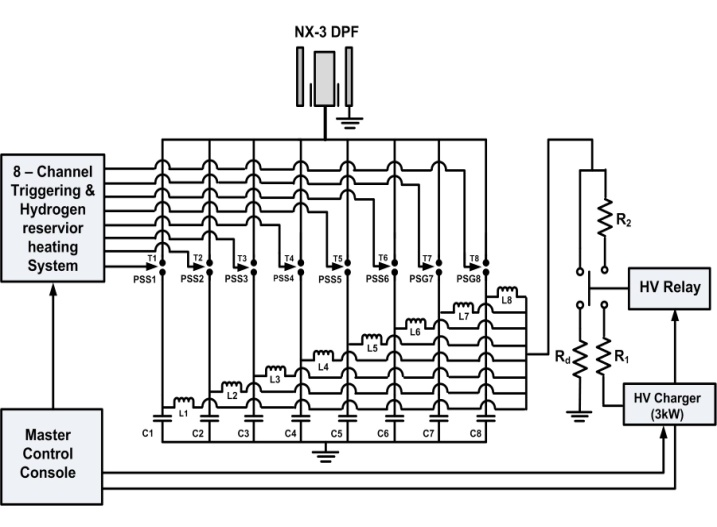 NX-3 DPF
8 – Channel
Triggering &
Hydrogen
reservior
heating
System
T1 T2 T3 T4 T5 T6 T7 T8
PSS1 PSS2 PSS3 PSS4 PSS5 PSS6 PSG7 PSG8
R2
HV Relay
L8
L7
L6
L5
L4
L3
L2
L1
Rd R1
HV Charger
(3kW)
C1 C2 C3 C4 C5 C6 C7 C8
Master
Control
Console